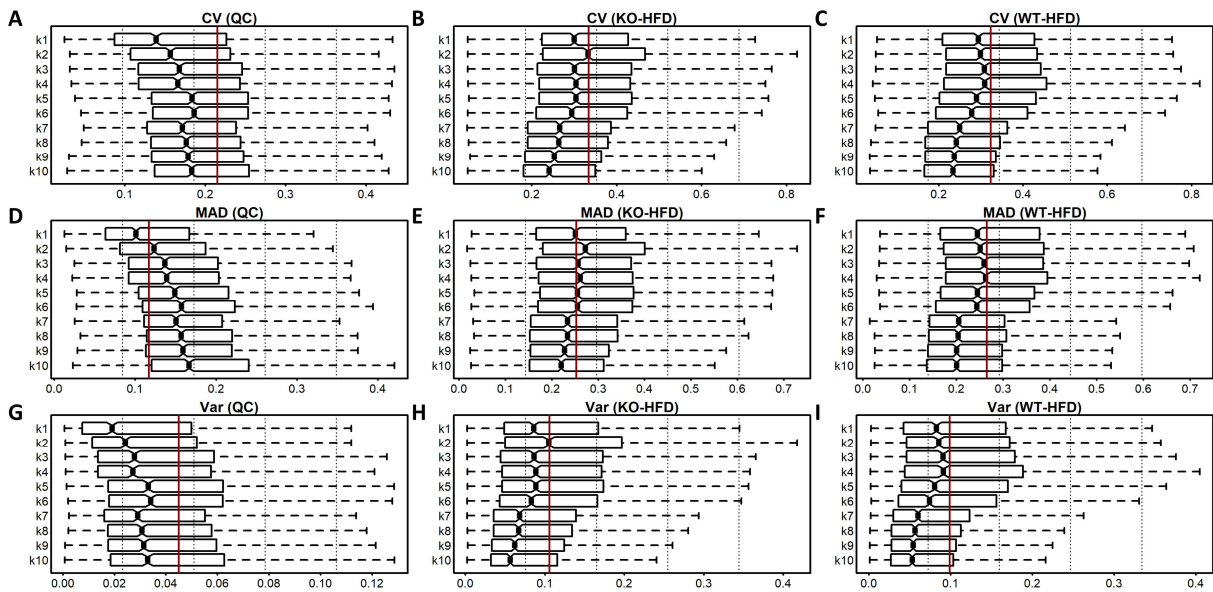 A CV (QC) B CV (KO-HFD) C CV (WT-HFD)
k1 k1 k1
k2 k2 k2
k3 k3 k3
k4 k4 k4
k5 k5 k5
k6 k6 k6
k7 k7 k7
k8 k8 k8
k9 k9 k9
k10 k10 k10
0.1 0.2 0.3 0.4 0.2 0.4 0.6 0.8 0.2 0.4 0.6 0.8
D MAD (QC) E MAD (KO-HFD) F MAD (WT-HFD)
k1 k1 k1
k2 k2 k2
k3 k3 k3
k4 k4 k4
k5 k5 k5
k6 k6 k6
k7 k7 k7
k8 k8 k8
k9 k9 k9
k10 k10 k10
0.0 0.1 0.2 0.3 0.4 0.0 0.1 0.2 0.3 0.4 0.5 0.6 0.7 0.0 0.1 0.2 0.3 0.4 0.5 0.6 0.7
G Var (QC) H Var (KO-HFD) I Var (WT-HFD)
k1 k1 k1
k2 k2 k2
k3 k3 k3
k4 k4 k4
k5 k5 k5
k6 k6 k6
k7 k7 k7
k8 k8 k8
k9 k9 k9
k10 k10 k10
0.00 0.02 0.04 0.06 0.08 0.10 0.12 0.0 0.1 0.2 0.3 0.4 0.0 0.1 0.2 0.3 0.4